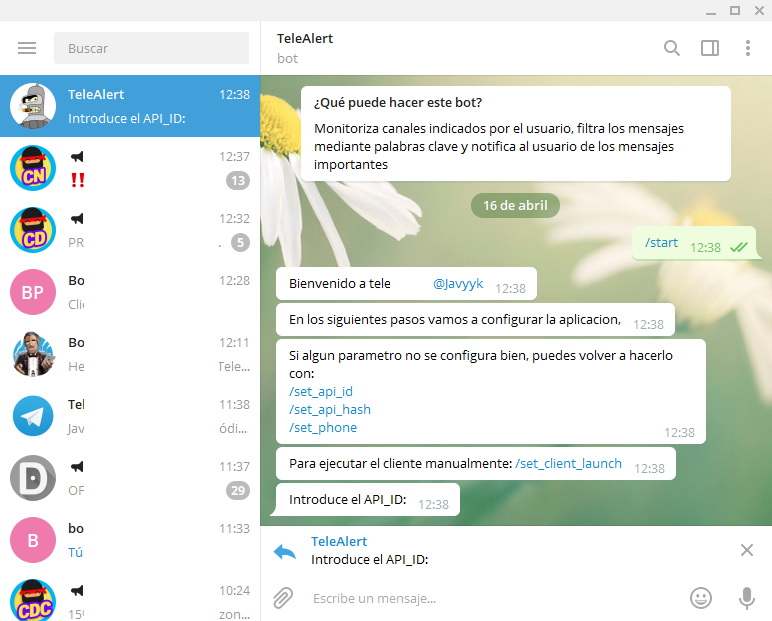 Buscar
TeleAlert
bot
TeleAlert 12:38
Introduce el API_ID:
12:37
13
CN
12:32
PR . 5
CD
Bo 12:28
Cli
BP
Bo 12:11
He Tele...
Tel 11:38
Jav ódi...
11:37
OF 29
D
bo 11:33
Tú
B
10:24
15 zon...
CDC
¿Qué puede hacer este bot?
Monitoriza canales indicados por el usuario, filtra los mensajes
mediante palabras clave y notifica al usuario de los mensajes
importantes
16 de abril
/start 12:38
Bienvenido a tele @Javyyk 12:38
En los siguientes pasos vamos a configurar la aplicacion, 12:38
Si algun parametro no se configura bien, puedes volver a hacerlo
con:
/set_api_id
/set_api_hash
/set_phone
12:38
Para ejecutar el cliente manualmente: /set_client_launch 12:38
Introduce el API_ID: 12:38
TeleAlert
Introduce el API_ID:
Escribe un mensaje...